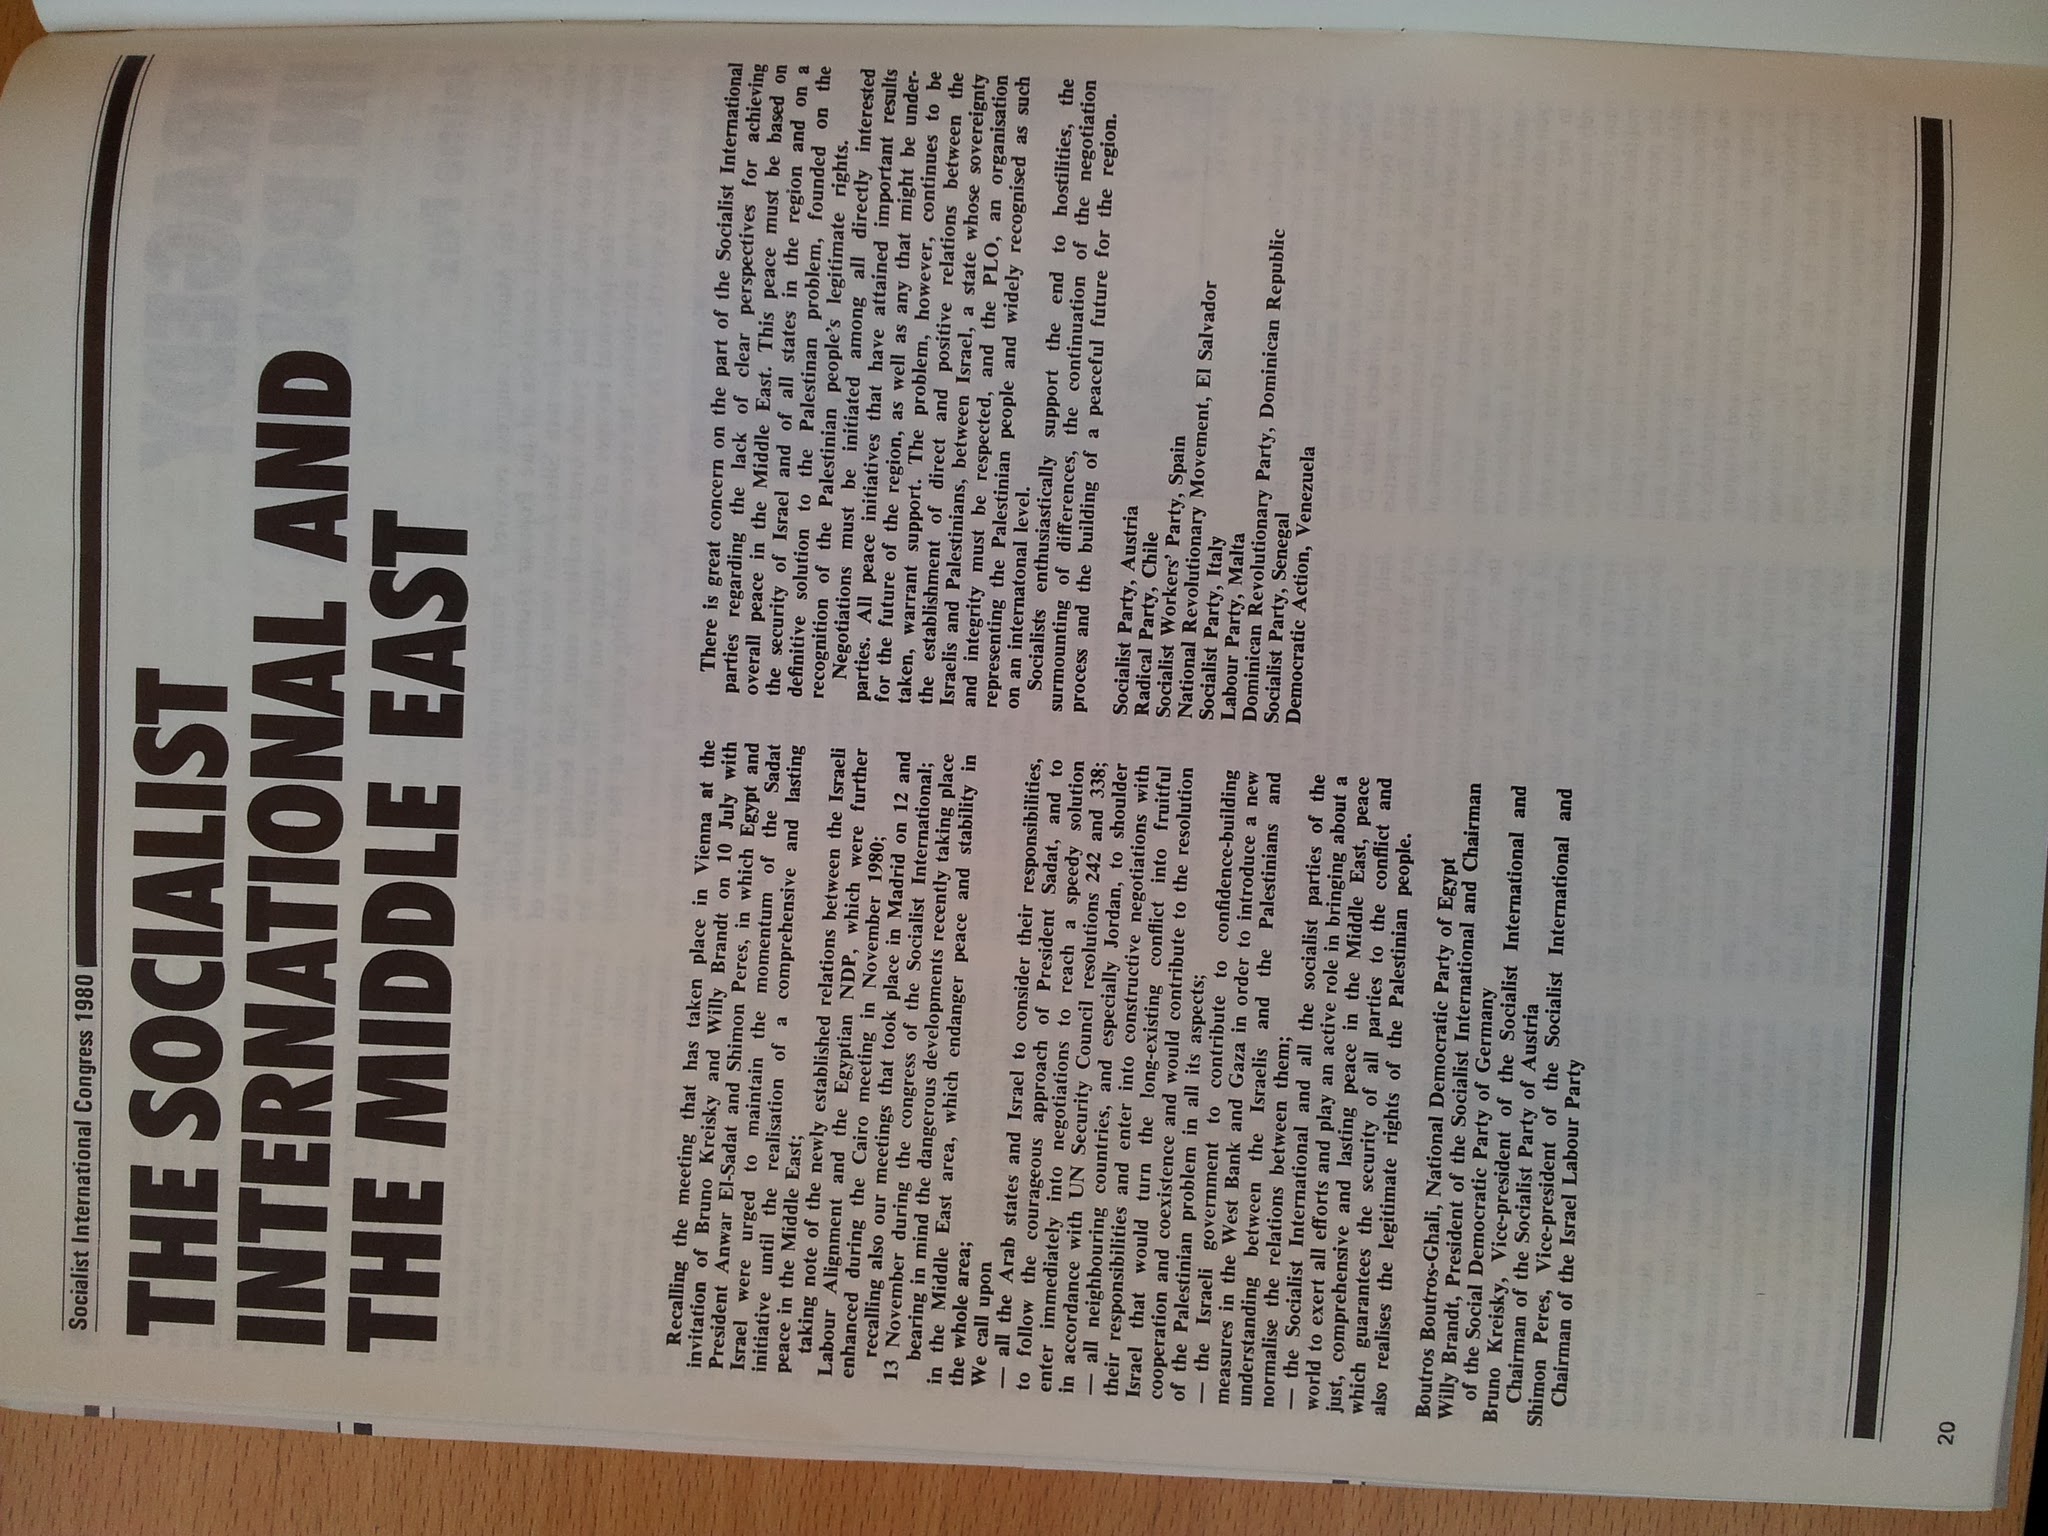 Socialist International Congress 1980
THE SOCIALIST
INTERNATIONAL AND
THE MIDDLE EAST
Recalling the meeting that has taken place in Vienna at the
invitation of Bruno Kreisky and Willy Brandt on 10 July with
President Anwar El-Sadat and Shimon Peres, in which Egypt and
Israel were urged to maintain the momentum of the Sadat
initiative until the realisation of a comprehensive and lasting
peace in the Middle East;
taking note of the newly established relations between the Israeli
Labour Alignment and the Egyptian NDP, which were further
enhanced during the Cairo meeting in November 1980;
recalling also our meetings that took place in Madrid on 12 and
13 November during the congress of the Socialist International;
bearing in mind the dangerous developments recently taking place
in the Middle East area, which endanger peace and stability in
the whole area;
We call upon
— all the Arab states and Israel to consider their responsibilities,
to follow the courageous approach of President Sadat, and to
enter immediately into negotiations to reach a speedy solution
in accordance with UN Security Council resolutions 242 and 338;
— all neighbouring countries, and especially Jordan, to shoulder
their responsibilities and enter into constructive negotiations with
Israel that would turn the long-existing conflict into fruitful
cooperation and coexistence and would contribute to the resolution
of the Palestinian problem in all its aspects;
— the Israeli government to contribute to confidence-building
measures in the West Bank and Gaza in order to introduce a new
understanding between the Israelis and the Palestinians and
normalise the relations between them;
— the Socialist International and all the socialist parties of the
world to exert all efforts and play an active role in bringing about a
just, comprehensive and lasting peace in the Middle East, peace
which guarantees the security of all parties to the conflict and
also realises the legitimate rights of the Palestinian people.
Boutros Boutros-Ghali, National Democratic Party of Egypt
Willy Brandt, President of the Socialist International and Chairman
of the Social Democratic Party of Germany
Bruno Kreisky, Vice-president of the Socialist International and
Chairman of the Socialist Party of Austria
Shimon Peres, Vice-president of the Socialist International and
Chairman of the Israel Labour Party
There is great concern on the part of the Socialist International
parties regarding the lack of clear perspectives for achieving
overall peace in the Middle East. This peace must be based on
the security of Israel and of all states in the region and on a
definitive solution to the Palestinan problem, founded on the
recognition of the Palestinian people's legitimate rights.
Negotiations must be initiated among all directly interested
parties. All peace initiatives that have attained important results
for the future of the region, as well as any that might be under-
taken, warrant support. The problem, however, continues to be
the establishment of direct and positive relations between the
Israelis and Palestinians, between Israel, a state whose sovereignty
and integrity must be respected, and the PLO, an organisation
representing the Palestinian people and widely recognised as such
on an internatonal level.
Socialists enthusiastically support the end to hostilities, the
surmounting of differences, the continuation of the negotiation
process and the building of a peaceful future for the region.
Socialist Party, Austria
Radical Party, Chile
Socialist Workers' Party, Spain
National Revolutionary Movement, El Salvador
Socialist Party, Italy
Labour Party, Malta
Dominican Revolutionary Party, Dominican Republic
Socialist Party, Senegal
Democratic Action, Venezuela
20